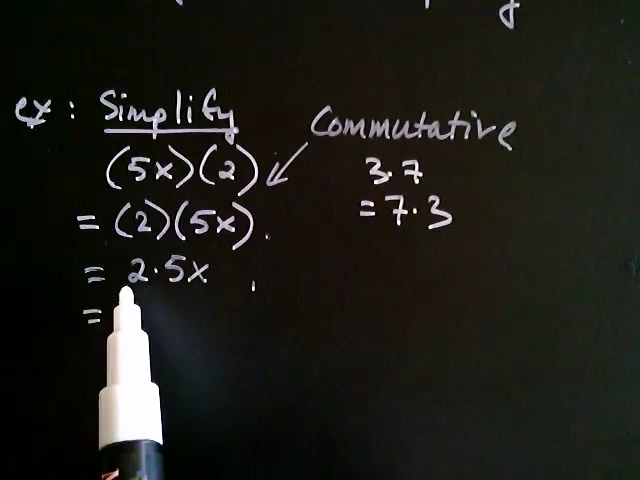 ex: Simplify
(5x)(2)
= (2)(5x).
= 2·5x
=
Commutative
3·7
= 7·3